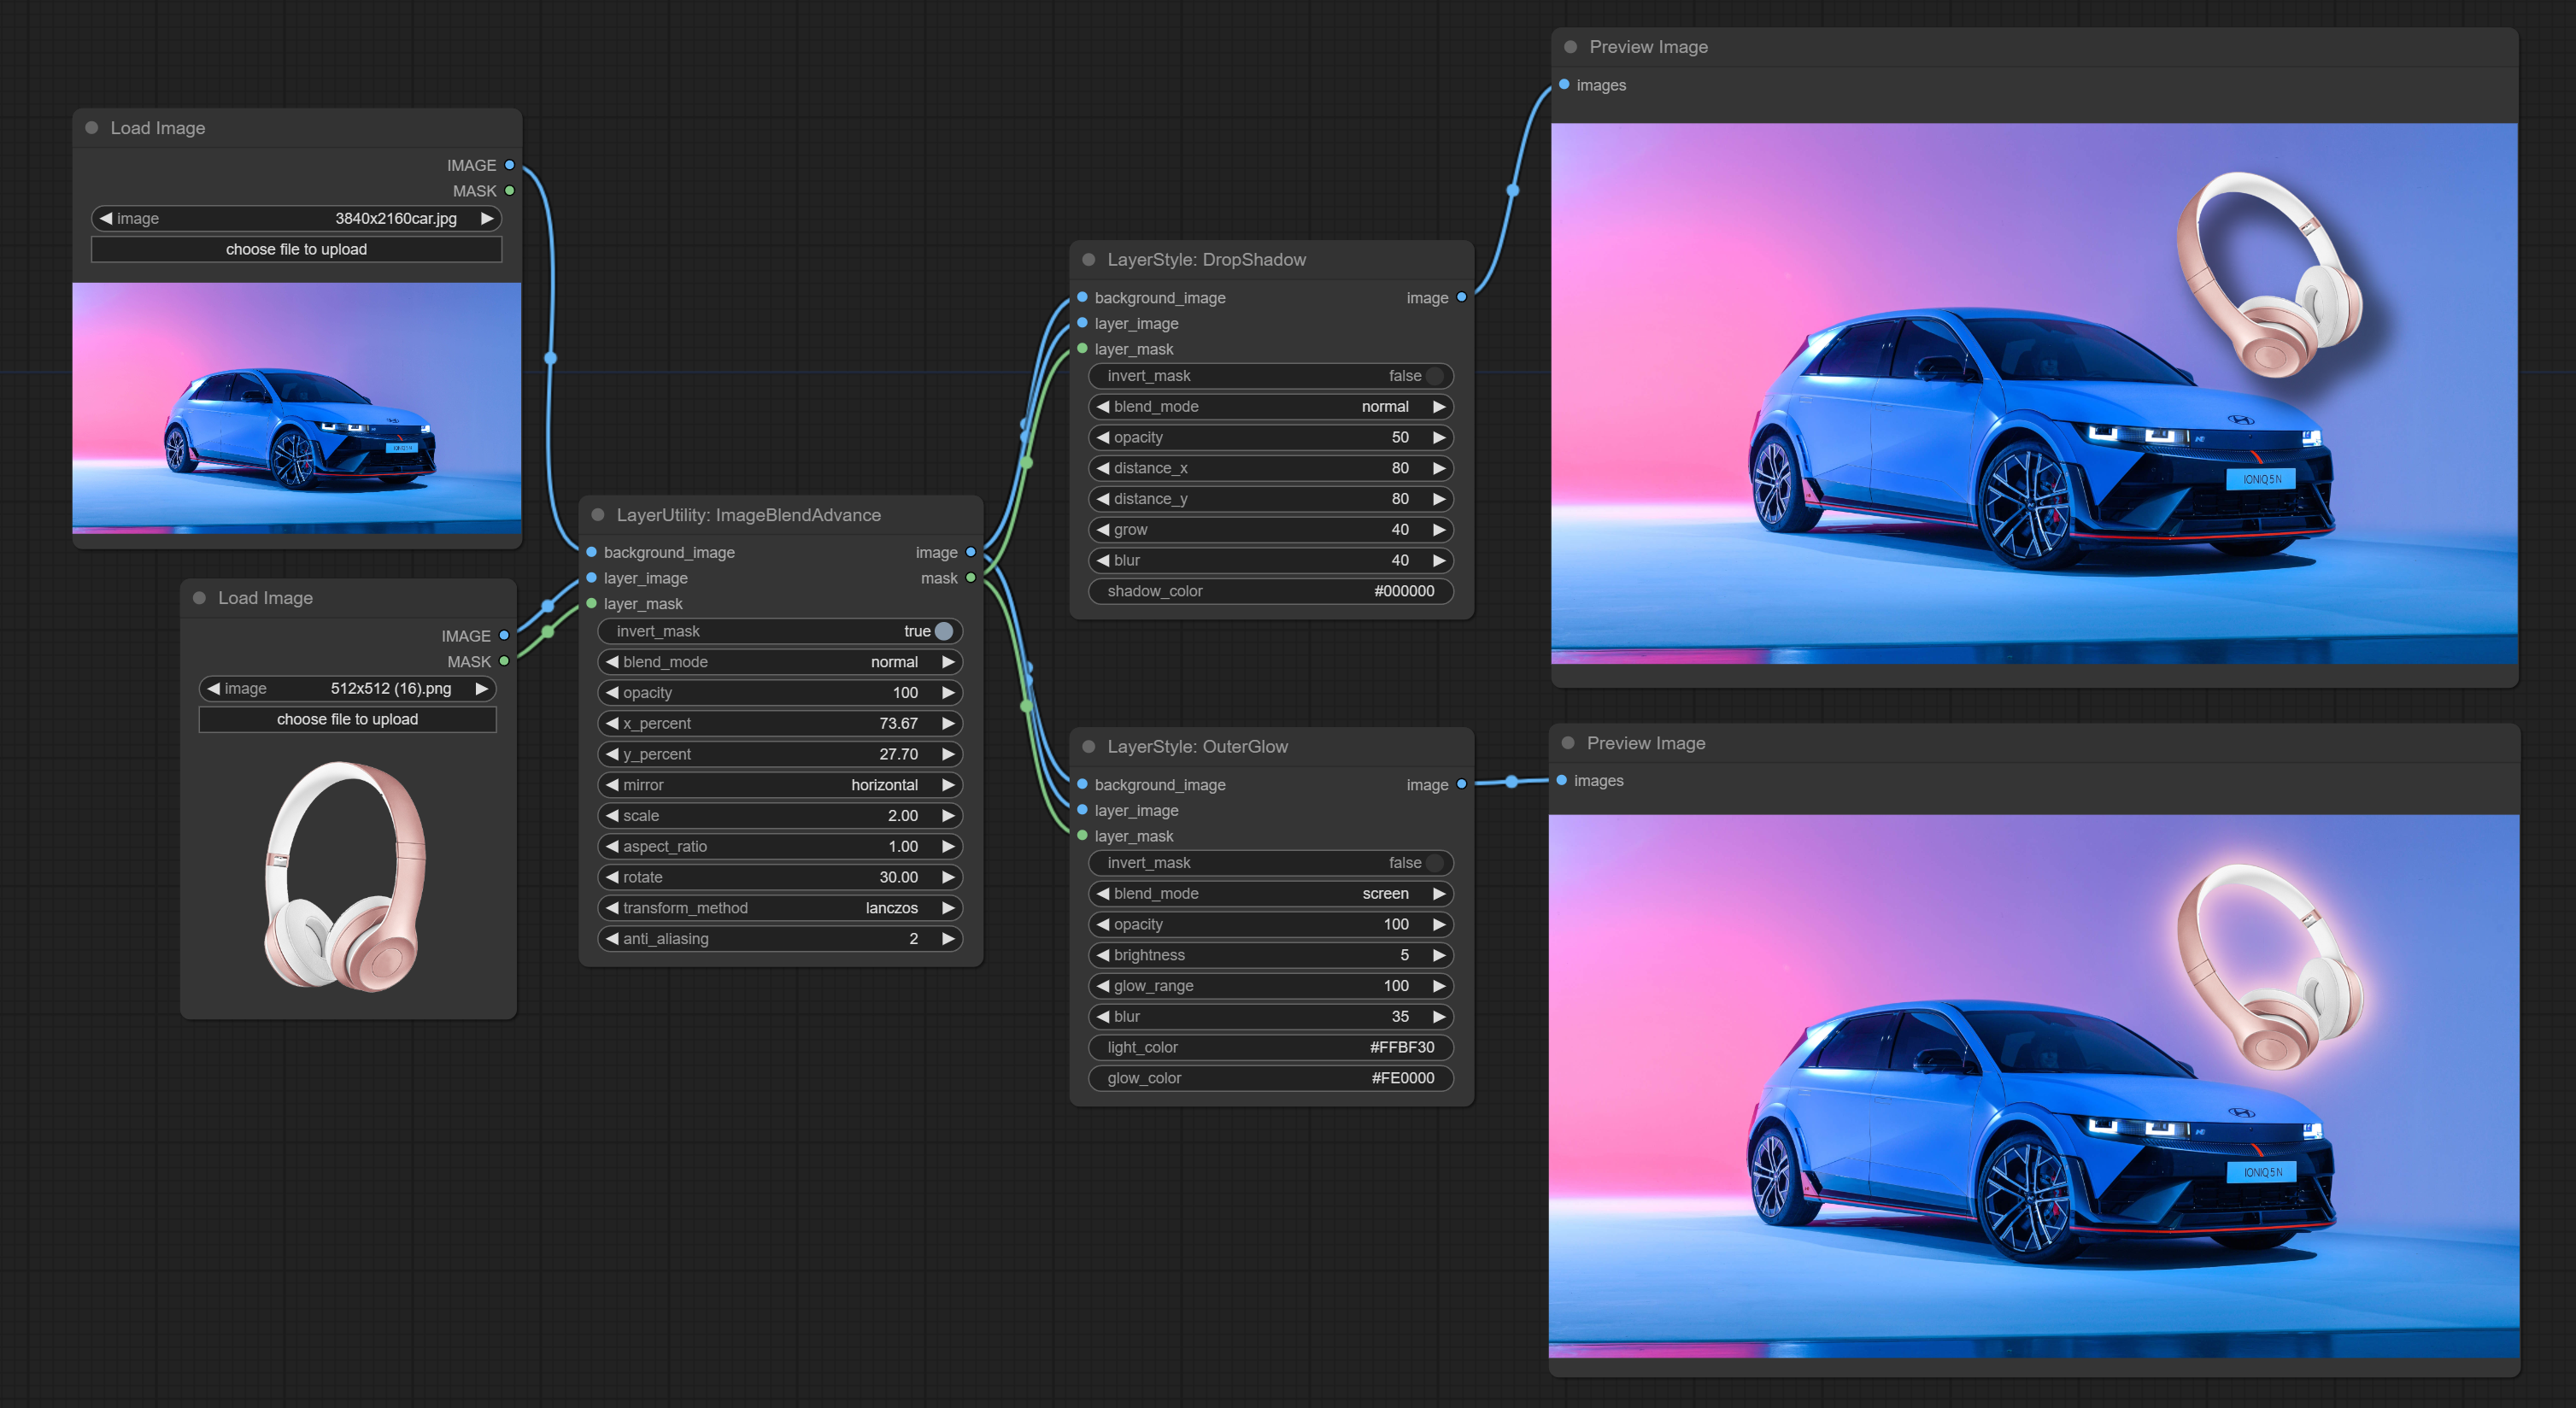 Load Image
IMAGE
MASK
image 3840x2160car.jpg
choose file to upload
IONIQ 5 N
Load Image
IMAGE
MASK
image 512x512 (16).png
choose file to upload
LayerUtility: ImageBlendAdvance
background_image image
layer_image mask
layer_mask
invert_mask true
blend_mode normal
opacity 100
x_percent 73.67
y_percent 27.70
mirror horizontal
scale 2.00
aspect_ratio 1.00
rotate 30.00
transform_method lanczos
anti_aliasing 2
LayerStyle: DropShadow
background_image image
layer_image
layer_mask
invert_mask false
blend_mode normal
opacity 50
distance_x 80
distance_y 80
grow 40
blur 40
shadow_color #000000
LayerStyle: OuterGlow
background_image image
layer_image
layer_mask
invert_mask false
blend_mode screen
opacity 100
brightness 5
glow_range 100
blur 35
light_color #FFBF30
glow_color #FE0000
Preview Image
images
IONIQ 5 N
Preview Image
images
IONIQ 5 N